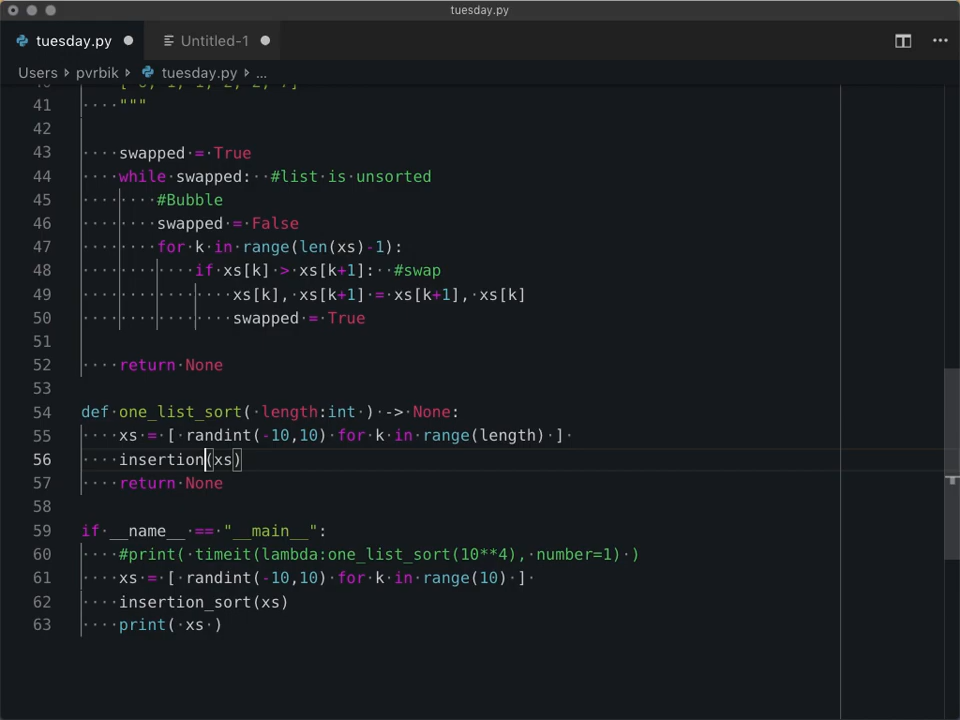 tuesday.py
tuesday.py Untitled-1
Users pvrbik tuesday.py ...
41 """
42
43 swapped = True
44 while swapped: #list is unsorted
45 #Bubble
46 swapped = False
47 for k in range(len(xs)-1):
48 if xs[k] > xs[k+1]: #swap
49 xs[k], xs[k+1] = xs[k+1], xs[k]
50 swapped = True
51
52 return None
53
54 def one_list_sort( length:int ) -> None:
55 xs = [ randint(-10,10) for k in range(length) ]
56 insertion(xs)
57 return None
58
59 if __name__ == "__main__":
60 #print( timeit(lambda:one_list_sort(10**4), number=1) )
61 xs = [ randint(-10,10) for k in range(10) ]
62 insertion_sort(xs)
63 print( xs )